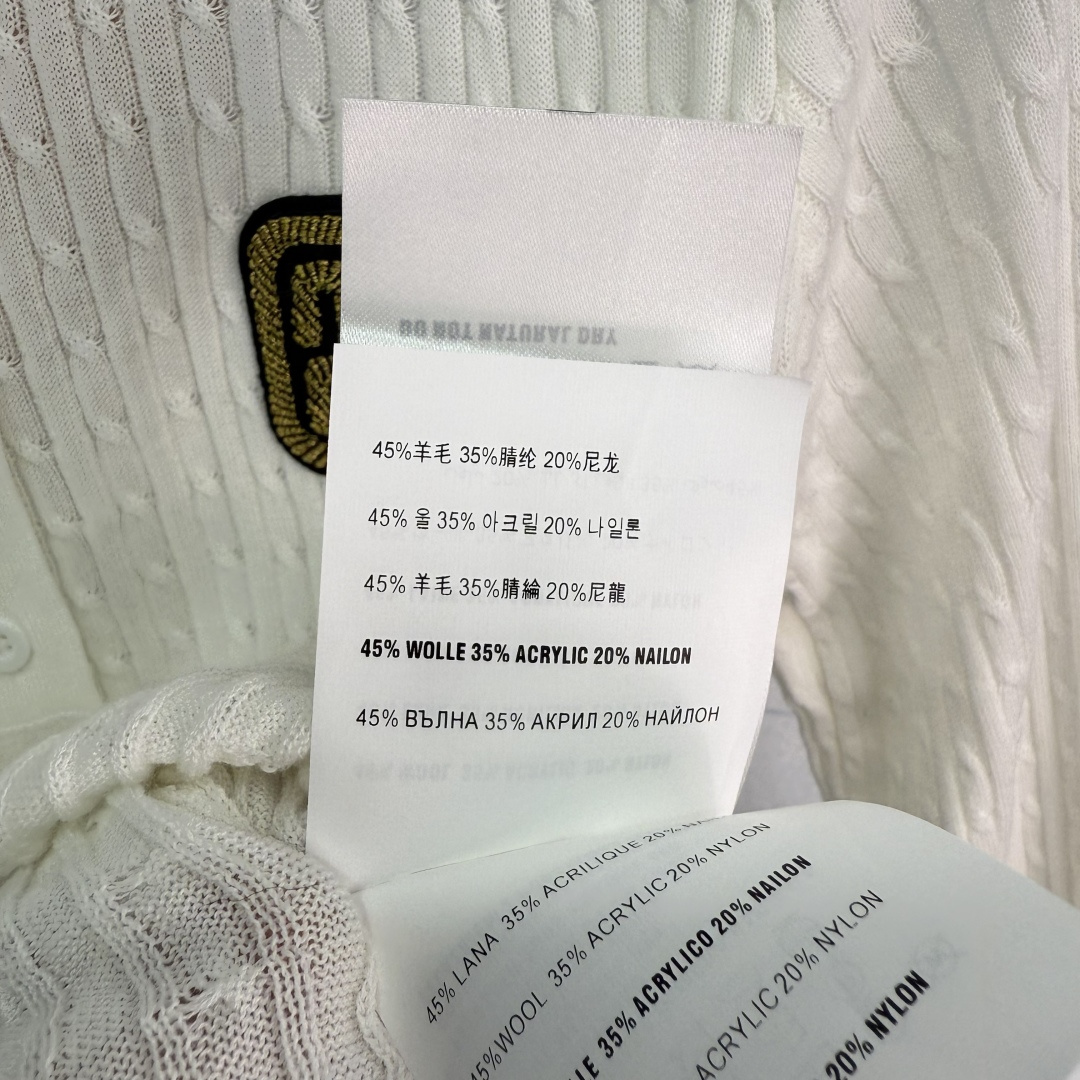 DO NOT NATURAL DRY
45%羊毛 35%腈纶 20%尼龙
45% 울 35% 아크릴 20% 나일론
45% 羊毛 35%腈綸 20%尼龍
45% WOLLE 35% ACRYLIC 20% NAILON
45% ВЪЛНА 35% АКРИЛ 20% НАЙЛОН
45% LANA 35% ACRILIQUE 20%
45%WOOL 35% ACRYLIC 20% NYLON
35% ACRYLICO 20% NAILON
ACRYLIC 20% NYLON
20% NYLON